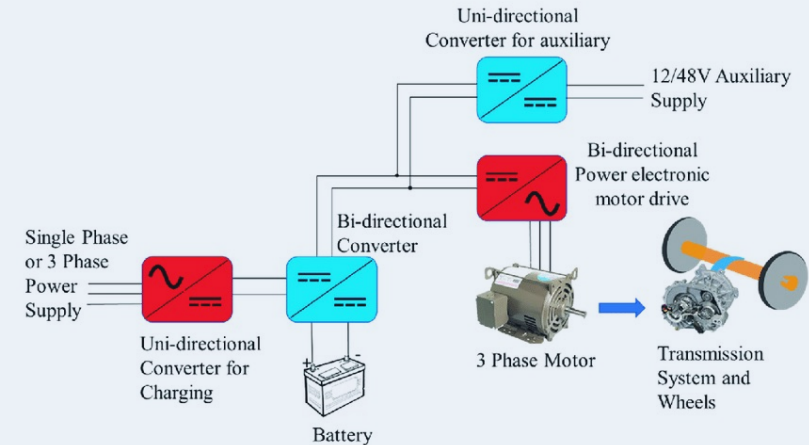 Uni-directional
Converter for auxiliary
12/48V Auxiliary
Supply
Bi-directional
Power electronic
motor drive
Bi-directional
Converter
Single Phase
or 3 Phase
Power
Supply
Uni-directional
Converter for
Charging
+ -
Battery
3 Phase Motor
Transmission
System and
Wheels